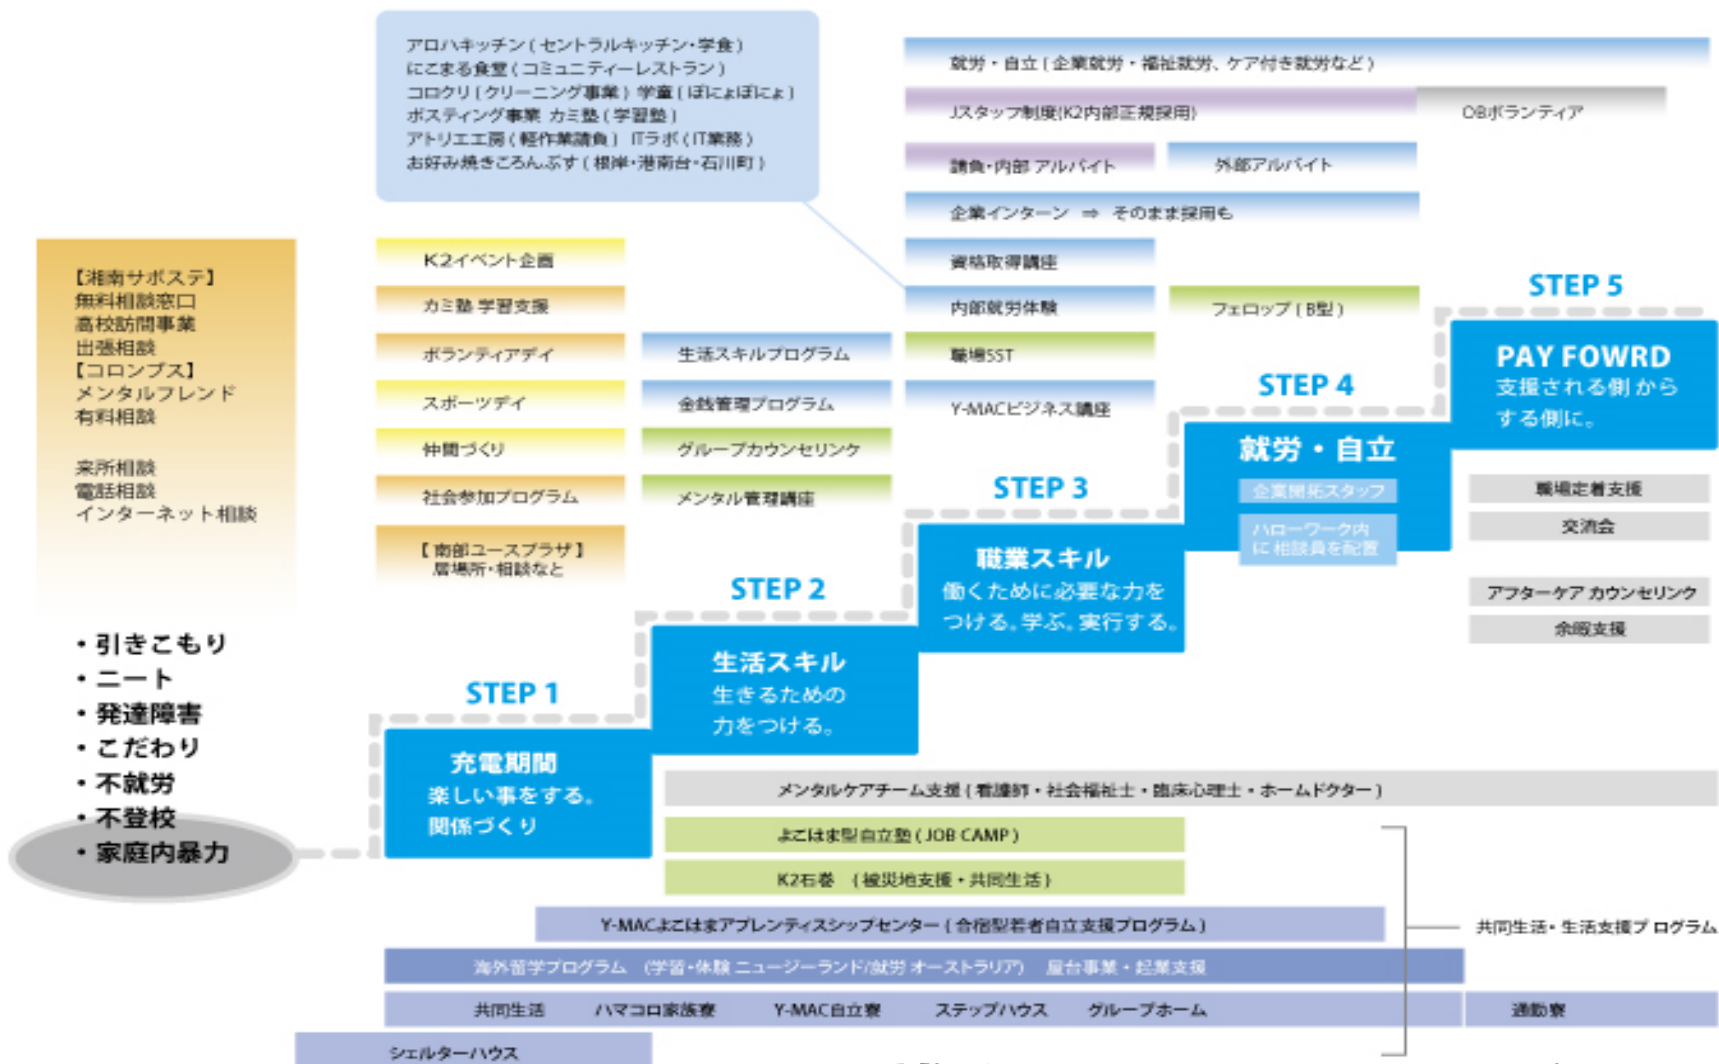 アロハキッチン ( セントラルキッチン・学食 )
にこまる食堂 ( コミュニティーレストラン )
コロクリ ( クリーニング事業 ) 学童 ( ぽにょぽにょ )
ポスティング事業 カミ塾 ( 学習塾 )
アトリエ工房 ( 軽作業請負 ) ITラボ ( IT業務 )
お好み焼きころんぶす ( 根岸・港南台・石川町 )
就労・自立 ( 企業就労・福祉就労、ケア付き就労など )
Jスタッフ制度(K2内部正規採用)
OBボランティア
請負・内部 アルバイト
外部アルバイト
企業インターン ⇒ そのまま採用も
資格取得講座
内部就労体験
フェロップ ( B型 )
職場SST
Y-MACビジネス講座
【湘南サポステ】
無料相談窓口
高校訪問事業
出張相談
【コロンブス】
メンタルフレンド
有料相談
来所相談
電話相談
インターネット相談
K2イベント企画
カミ塾 学習支援
ボランティアデイ
スポーツデイ
仲間づくり
社会参加プログラム
【 南部ユースプラザ 】
居場所・相談など
生活スキルプログラム
金銭管理プログラム
グループカウンセリンク
メンタル管理講座
・引きこもり
・ニート
・発達障害
・こだわり
・不就労
・不登校
・家庭内暴力
STEP 1
充電期間
楽しい事をする。
関係づくり
STEP 2
生活スキル
生きるための
力をつける。
STEP 3
職業スキル
働くために必要な力を
つける。学ぶ。実行する。
STEP 4
就労・自立
企業開拓スタッフ
ハローワーク内
に 相談員を配置
STEP 5
PAY FOWRD
支援される側 から
する側に。
職場定着支援
交流会
アフターケア カウンセリンク
余暇支援
メンタルケアチーム支援 ( 看護師・社会福祉士・臨床心理士・ホームドクター )
よこはま型自立塾 ( JOB CAMP )
K2石巻 ( 被災地支援・共同生活 )
Y-MACよこはまアプレンティスシップセンター ( 合宿型若者自立支援プログラム )
共同生活・生活支援プ ログラム
海外留学プログラム (学習・体験 ニュージーランド/就労 オーストラリア) 屋台事業・起業支援
共同生活 ハマコロ家族寮 Y-MAC自立寮 ステップハウス グループホーム 通勤寮
シェルターハウス